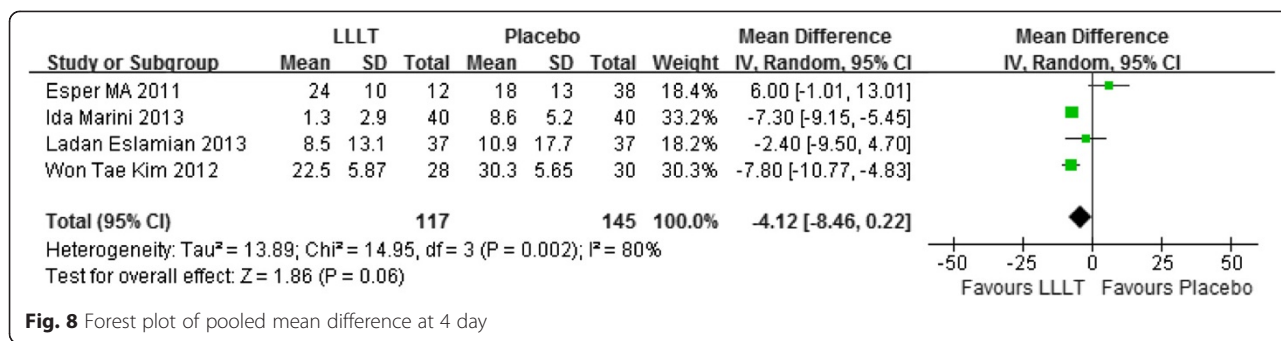 LLLT Placebo Mean Difference Mean Difference
Study or Subgroup Mean SD Total Mean SD Total Weight IV, Random, 95% CI IV, Random, 95% CI
Esper MA 2011 24 10 12 18 13 38 18.4% 6.00 [-1.01, 13.01]
Ida Marini 2013 1.3 2.9 40 8.6 5.2 40 33.2% -7.30 [-9.15, -5.45]
Ladan Eslamian 2013 8.5 13.1 37 10.9 17.7 37 18.2% -2.40 [-9.50, 4.70]
Won Tae Kim 2012 22.5 5.87 28 30.3 5.65 30 30.3% -7.80 [-10.77, -4.83]
Total (95% CI) 117 145 100.0% -4.12 [-8.46, 0.22]
Heterogeneity: Tau² = 13.89; Chi² = 14.95, df = 3 (P = 0.002); I² = 80%
Test for overall effect: Z = 1.86 (P = 0.06)
-50 -25 0 25 50
Favours LLLT Favours Placebo
Fig. 8 Forest plot of pooled mean difference at 4 day